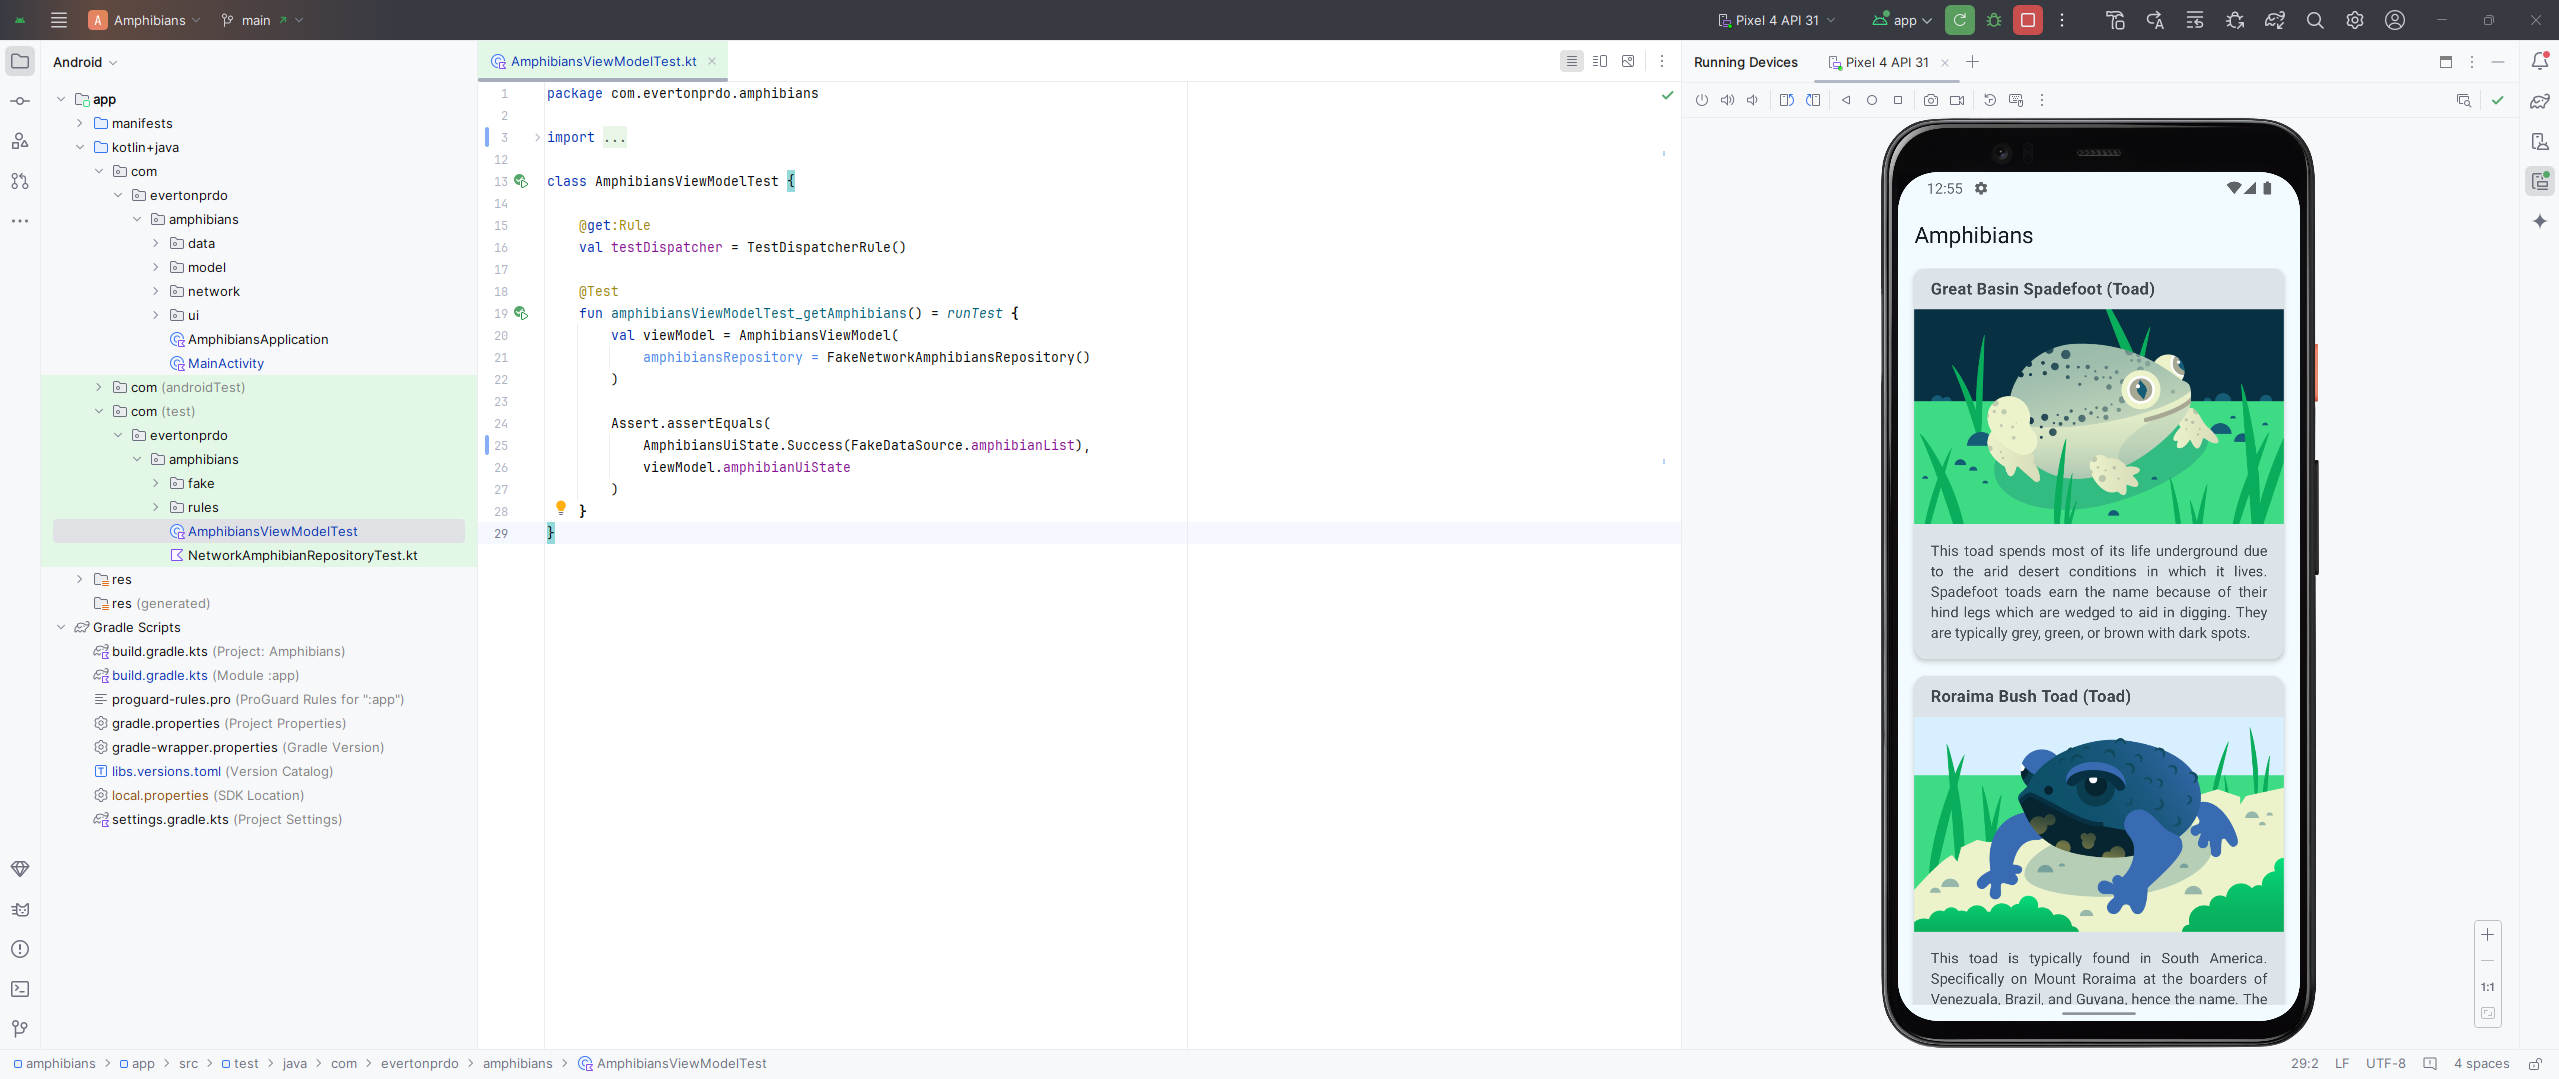 A Amphibians main Pixel 4 API 31 app
Android
app
manifests
kotlin+java
com
evertonprdo
amphibians
data
model
network
ui
AmphibiansApplication
MainActivity
com (androidTest)
com (test)
evertonprdo
amphibians
fake
rules
AmphibiansViewModelTest
NetworkAmphibianRepositoryTest.kt
res
res (generated)
Gradle Scripts
build.gradle.kts (Project: Amphibians)
build.gradle.kts (Module :app)
proguard-rules.pro (ProGuard Rules for ":app")
gradle.properties (Project Properties)
gradle-wrapper.properties (Gradle Version)
libs.versions.toml (Version Catalog)
local.properties (SDK Location)
settings.gradle.kts (Project Settings)
AmphibiansViewModelTest.kt
1 package com.evertonprdo.amphibians
2
3 import ...
12
13 class AmphibiansViewModelTest {
14
15 @get:Rule
16 val testDispatcher = TestDispatcherRule()
17
18 @Test
19 fun amphibiansViewModelTest_getAmphibians() = runTest {
20 val viewModel = AmphibiansViewModel(
21 amphibiansRepository = FakeNetworkAmphibiansRepository()
22 )
23
24 Assert.assertEquals(
25 AmphibiansUiState.Success(FakeDataSource.amphibianList),
26 viewModel.amphibianUiState
27 )
28 }
29 }
Running Devices Pixel 4 API 31
12:55
Amphibians
Great Basin Spadefoot (Toad)
This toad spends most of its life underground due
to the arid desert conditions in which it lives.
Spadefoot toads earn the name because of their
hind legs which are wedged to aid in digging. They
are typically grey, green, or brown with dark spots.
Roraima Bush Toad (Toad)
This toad is typically found in South America.
Specifically on Mount Roraima at the boarders of
Venezuala, Brazil, and Guyana, hence the name. The
1:1
amphibians app src test java com evertonprdo amphibians AmphibiansViewModelTest
29:2 LF UTF-8 4 spaces